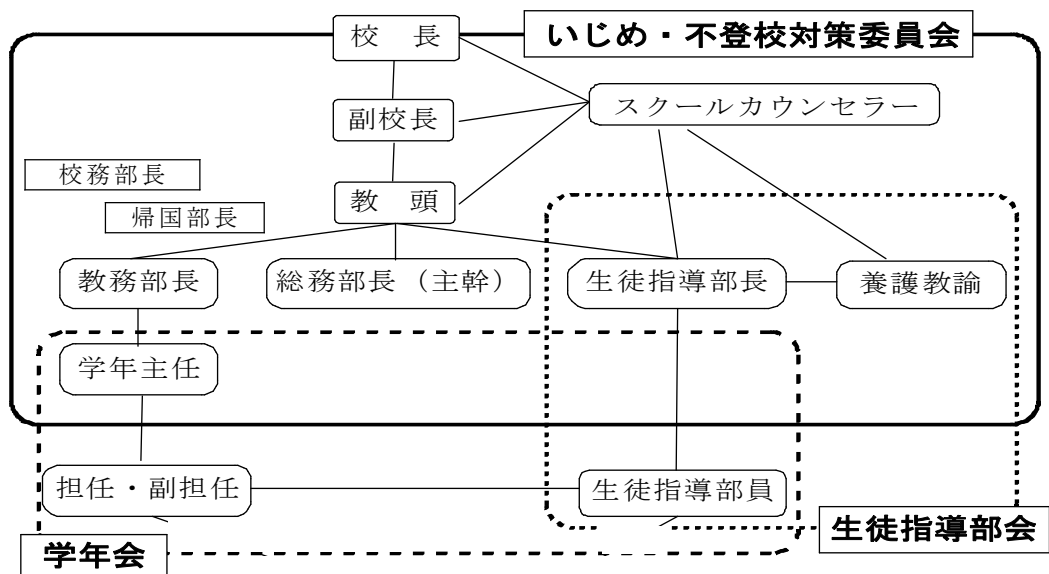 校　長
いじめ・不登校対策委員会
副校長
スクールカウンセラー
校務部長
教　頭
帰国部長
教務部長
総務部長（主幹）
生徒指導部長
養護教諭
学年主任
担任・副担任
生徒指導部員
生徒指導部会
学年会